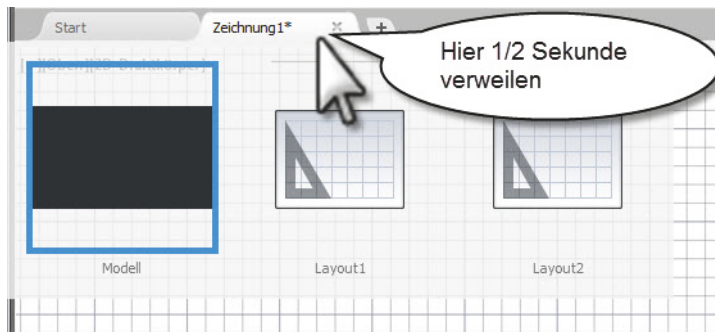 Start
Zeichnung1*
Hier 1/2 Sekunde
verweilen
Modell
Layout1
Layout2